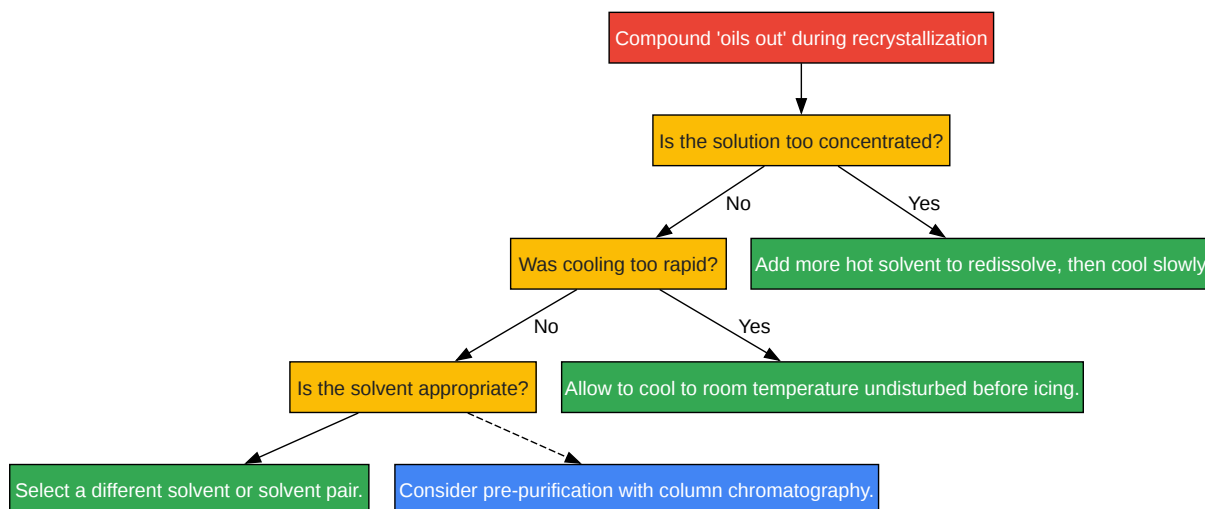 Compound 'oils out' during recrystallization
Is the solution too concentrated?
No
Yes
Was cooling too rapid?
Add more hot solvent to redissolve, then cool slowly
No
Yes
Is the solvent appropriate?
Allow to cool to room temperature undisturbed before icing.
Select a different solvent or solvent pair.
Consider pre-purification with column chromatography.